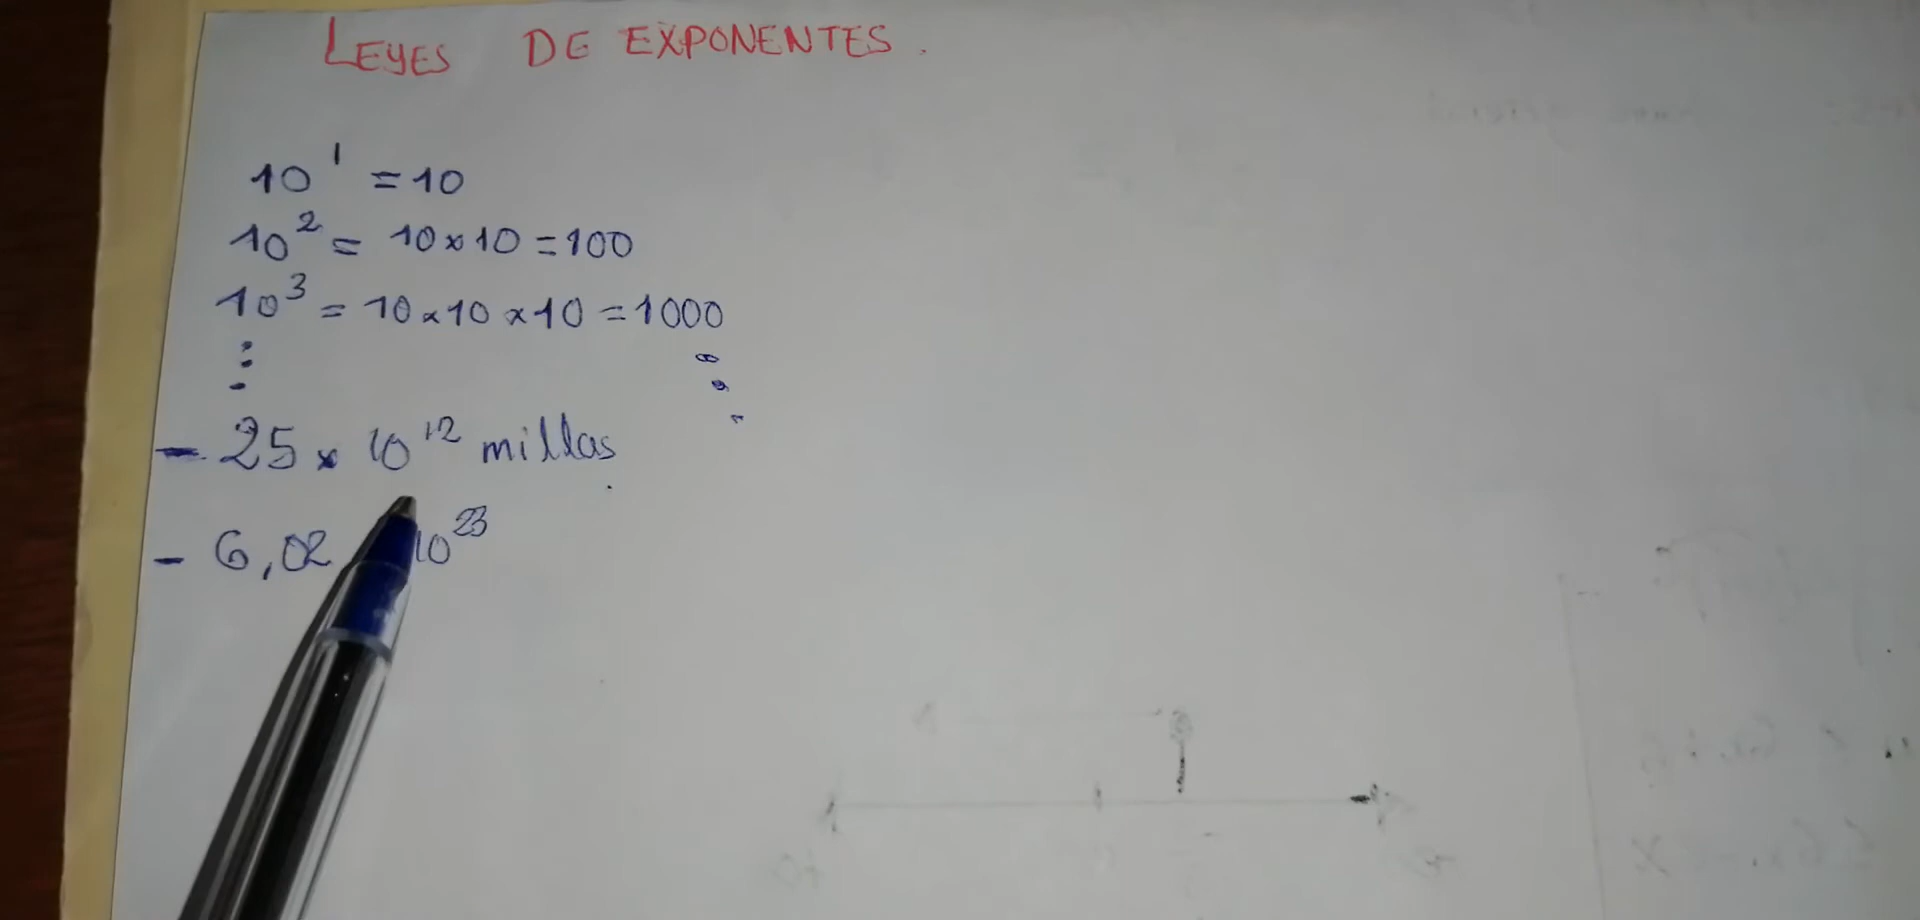 LEYES DE EXPONENTES.
10¹ = 10
10² = 10x10 = 100
10³ = 10x10x10 = 1000
- 25 x 10¹² millas.
- 6,02 10²³